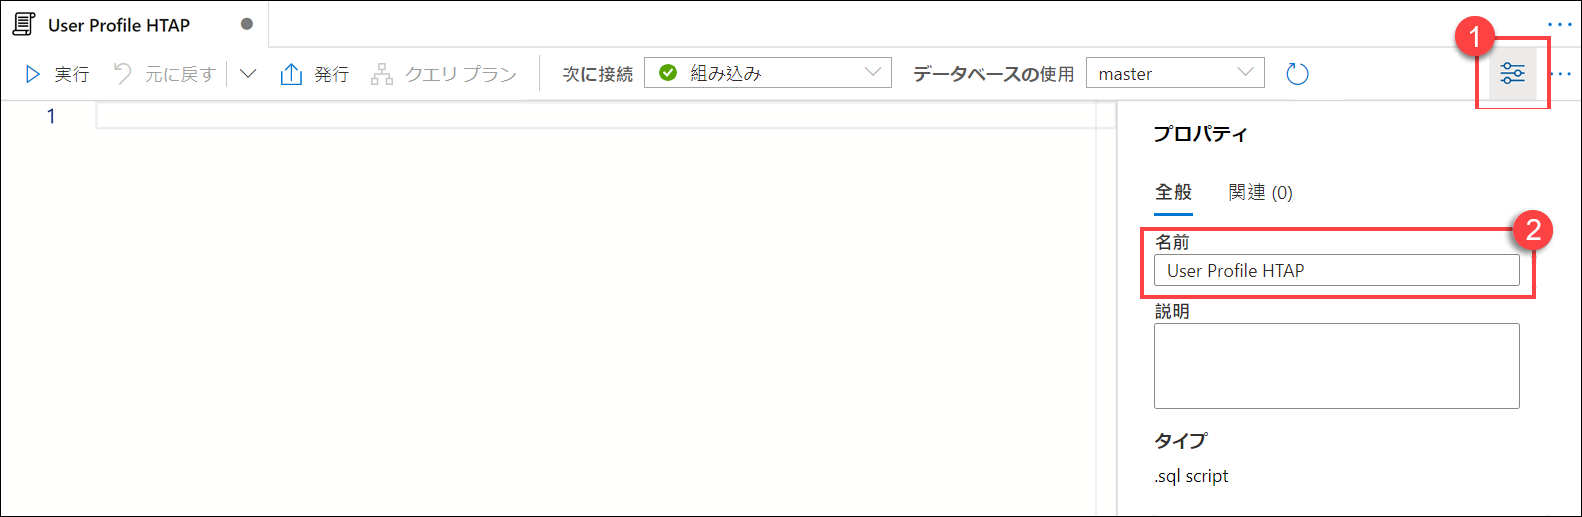 User Profile HTAP
1
実行 元に戻す 発行 クエリ プラン 次に接続 組み込み データベースの使用 master
1
プロパティ
全般 関連 (0)
2
名前
User Profile HTAP
説明
タイプ
.sql script